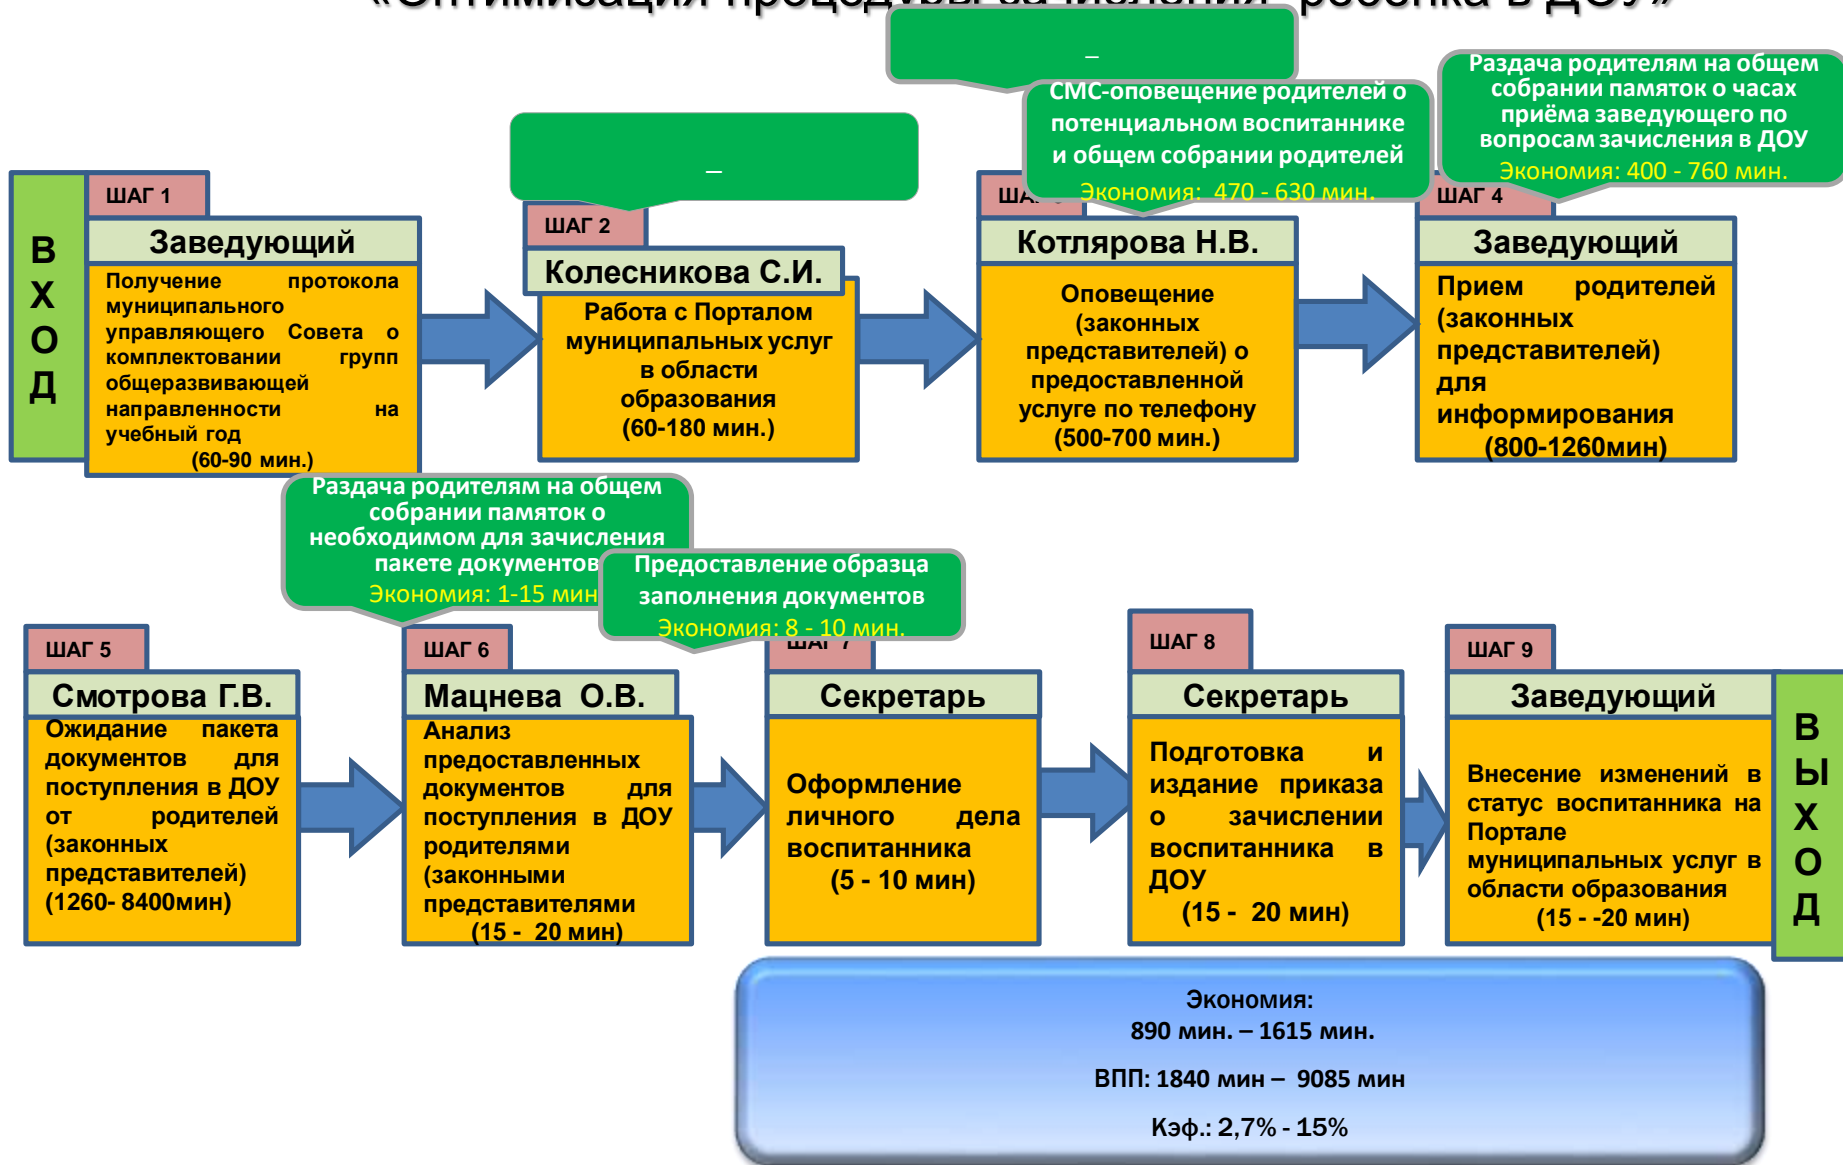 «Оптимизация процедуры зачисления ребенка в ДОУ»
–
–
СМС-оповещение родителей о
потенциальном воспитаннике
и общем собрании родителей
Экономия: 470 - 630 мин.
Раздача родителям на общем
собрании памяток о часах
приёма заведующего по
вопросам зачисления в ДОУ
Экономия: 400 - 760 мин.
В
Х
О
Д
ШАГ 1
Заведующий
Получение протокола
муниципального
управляющего Совета о
комплектовании групп
общеразвивающей
направленности на
учебный год
(60-90 мин.)
ШАГ 2
Колесникова С.И.
Работа с Порталом
муниципальных услуг
в области
образования
(60-180 мин.)
ШАГ 3
Котлярова Н.В.
Оповещение
(законных
представителей) о
предоставленной
услуге по телефону
(500-700 мин.)
ШАГ 4
Заведующий
Прием родителей
(законных
представителей)
для
информирования
(800-1260мин)
Раздача родителям на общем
собрании памяток о
необходимом для зачисления
пакете документов
Экономия: 1-15 мин
Предоставление образца
заполнения документов
Экономия: 8 - 10 мин.
ШАГ 5
Смотрова Г.В.
Ожидание пакета
документов для
поступления в ДОУ
от родителей
(законных
представителей)
(1260- 8400мин)
ШАГ 6
Мацнева О.В.
Анализ
предоставленных
документов для
поступления в ДОУ
родителями
(законными
представителями
(15 - 20 мин)
ШАГ 7
Секретарь
Оформление
личного дела
воспитанника
(5 - 10 мин)
ШАГ 8
Секретарь
Подготовка и
издание приказа
о зачислении
воспитанника в
ДОУ
(15 - 20 мин)
ШАГ 9
Заведующий
Внесение изменений в
статус воспитанника на
Портале
муниципальных услуг в
области образования
(15 - -20 мин)
В
Ы
Х
О
Д
Экономия:
890 мин. – 1615 мин.
ВПП: 1840 мин – 9085 мин
Кэф.: 2,7% - 15%